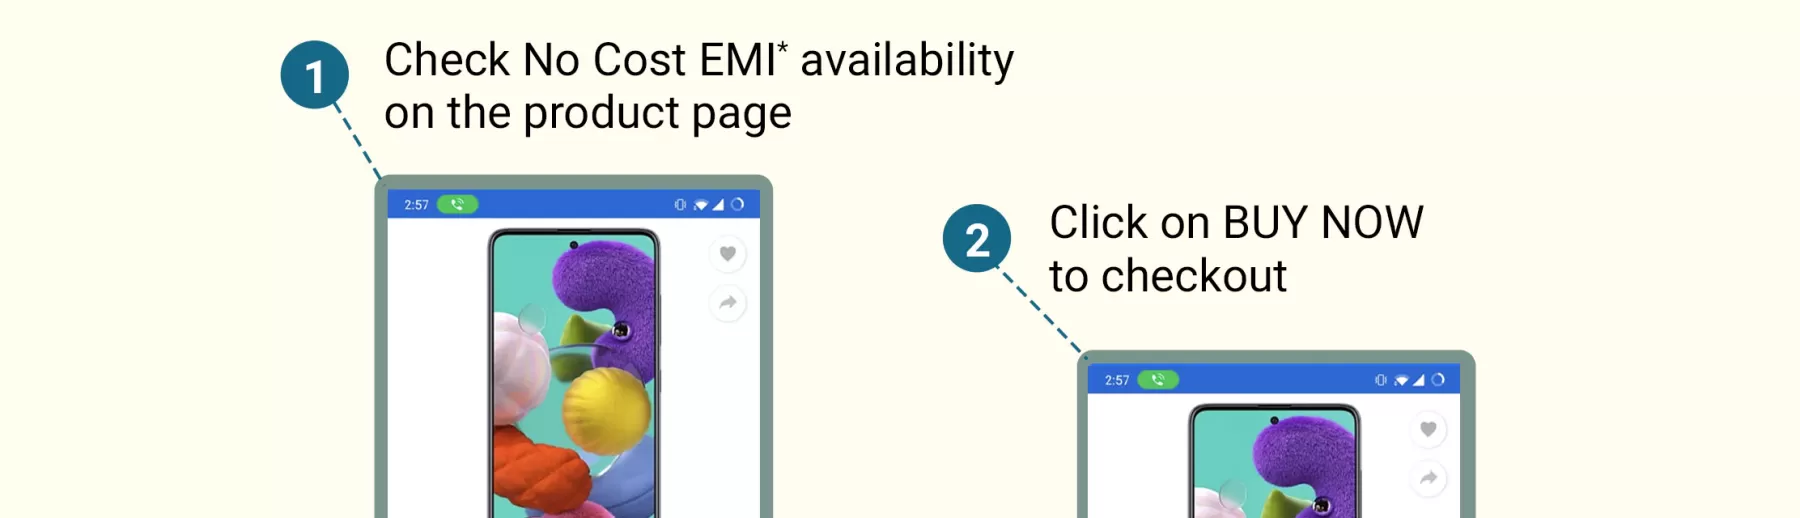 1
Check No Cost EMI* availability
on the product page
2:57
2
Click on BUY NOW
to checkout
2:57